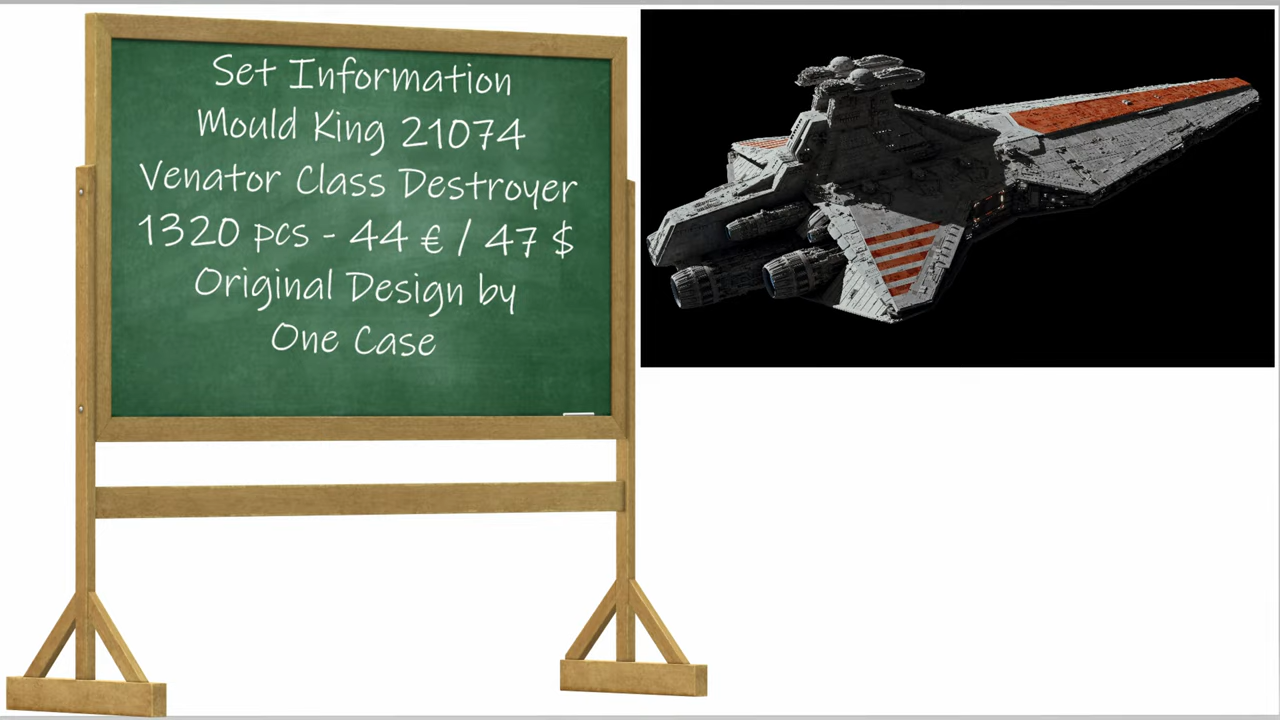 Set Information
Mould King 21074
Venator Class Destroyer
1320 pcs - 44 € / 47 $
Original Design by
One Case